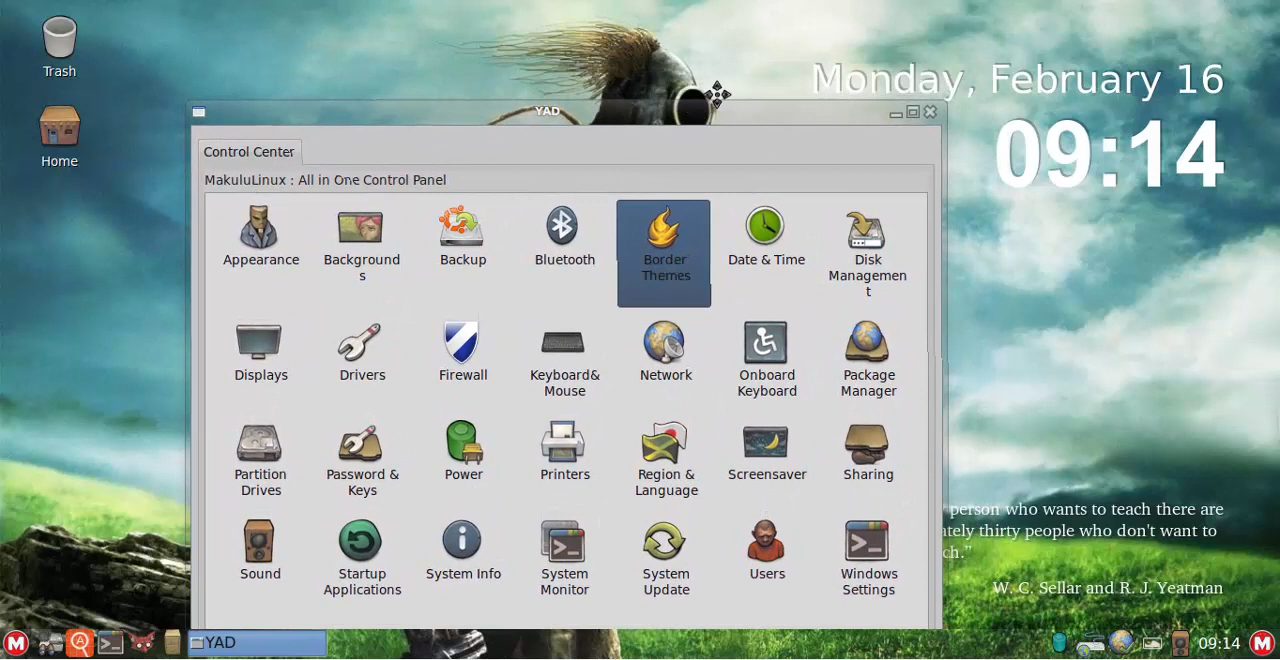 Trash
Home
Monday, February 16
09:14
YAD
Control Center
MakuluLinux : All in One Control Panel
Appearance
Background
s
Backup
Bluetooth
Border
Themes
Date & Time
Disk
Managemen
t
Displays
Drivers
Firewall
Keyboard&
Mouse
Network
Onboard
Keyboard
Package
Manager
Partition
Drives
Password &
Keys
Power
Printers
Region &
Language
Screensaver
Sharing
Sound
Startup
Applications
System Info
System
Monitor
System
Update
Users
Windows
Settings
person who wants to teach there are
tely thirty people who don't want to
ch.”
W. C. Sellar and R. J. Yeatman
M
YAD
09:14
M